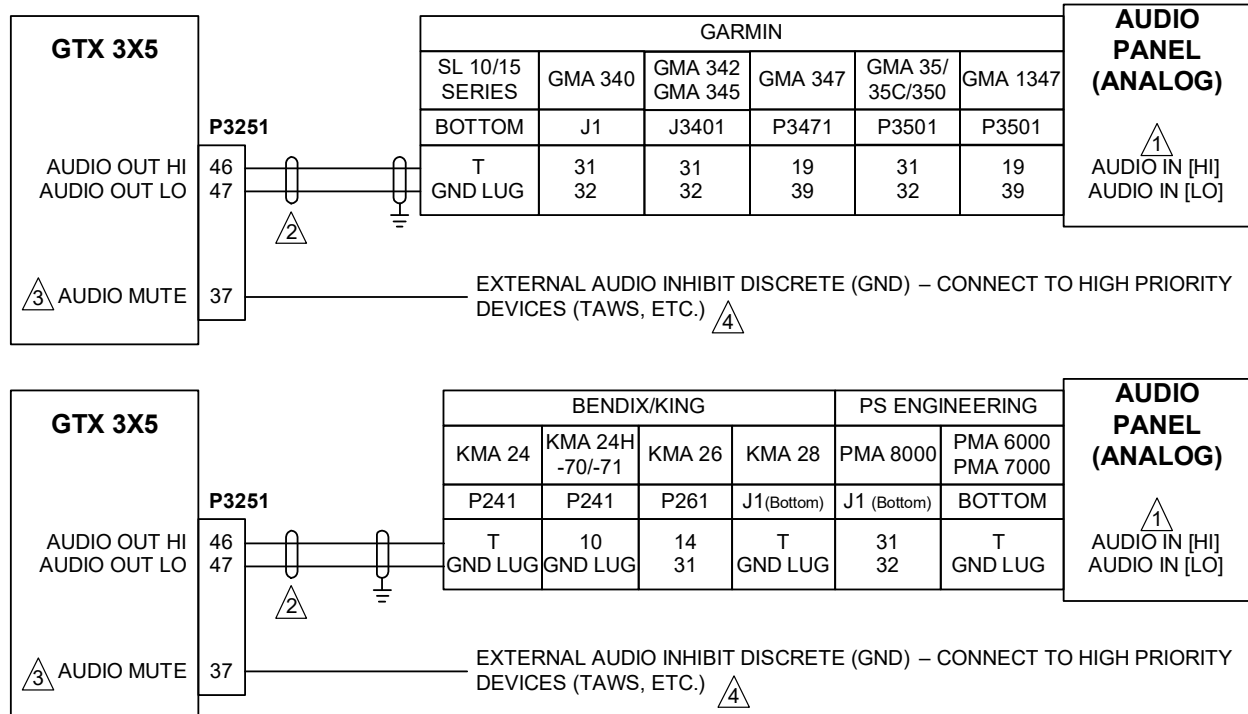 GTX 3X5
GARMIN
AUDIO
PANEL
(ANALOG)
SL 10/15
SERIES
GMA 340
GMA 342
GMA 345
GMA 347
GMA 35/
35C/350
GMA 1347
P3251
BOTTOM J1 J3401 P3471 P3501 P3501
1
AUDIO OUT HI 46 T 31 31 19 31 19 AUDIO IN [HI]
AUDIO OUT LO 47 GND LUG 32 32 39 32 39 AUDIO IN [LO]
2
3 AUDIO MUTE 37 EXTERNAL AUDIO INHIBIT DISCRETE (GND) – CONNECT TO HIGH PRIORITY
DEVICES (TAWS, ETC.) 4
GTX 3X5
BENDIX/KING PS ENGINEERING
AUDIO
PANEL
(ANALOG)
KMA 24
KMA 24H
-70/-71
KMA 26
KMA 28
PMA 8000
PMA 6000
PMA 7000
P3251
P241 P241 P261 J1(Bottom) J1 (Bottom) BOTTOM
1
AUDIO OUT HI 46 T 10 14 T 31 T AUDIO IN [HI]
AUDIO OUT LO 47 GND LUG GND LUG 31 GND LUG 32 GND LUG AUDIO IN [LO]
2
3 AUDIO MUTE 37 EXTERNAL AUDIO INHIBIT DISCRETE (GND) – CONNECT TO HIGH PRIORITY
DEVICES (TAWS, ETC.) 4